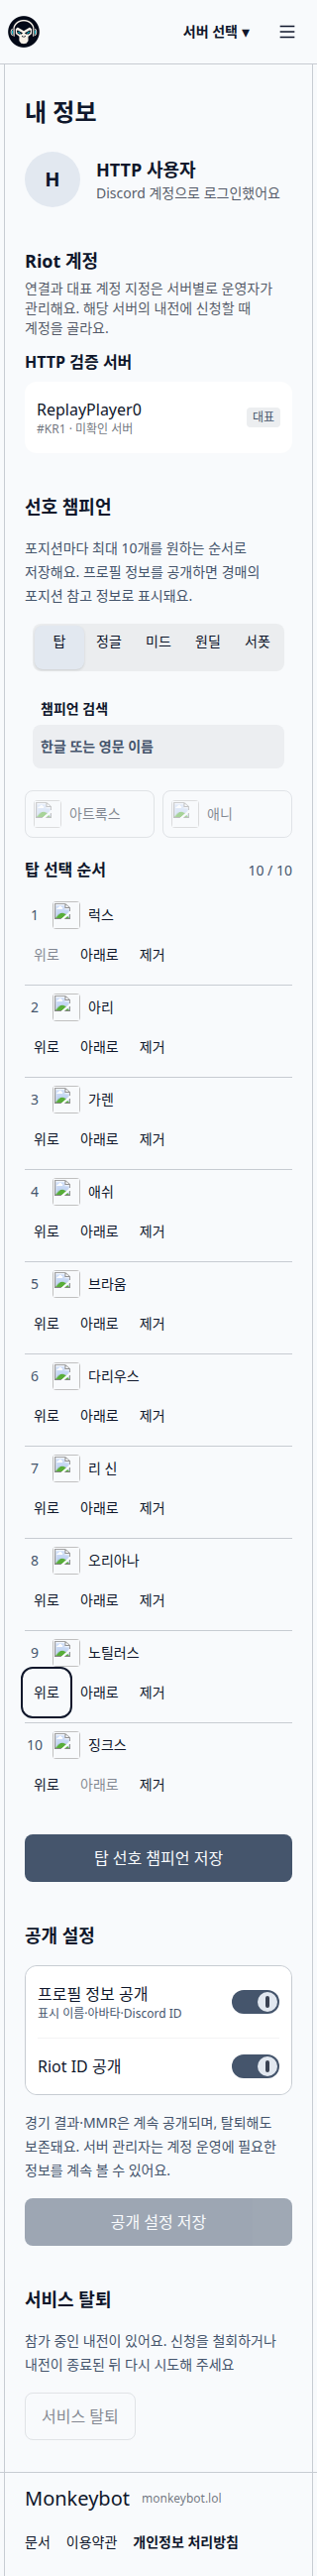 서버 선택 ▾
내 정보
H
HTTP 사용자
Discord 계정으로 로그인했어요
Riot 계정
연결과 대표 계정 지정은 서버별로 운영자가
관리해요. 해당 서버의 내전에 신청할 때
계정을 골라요.
HTTP 검증 서버
ReplayPlayer0
#KR1 · 미확인 서버
대표
선호 챔피언
포지션마다 최대 10개를 원하는 순서로
저장해요. 프로필 정보를 공개하면 경매의
포지션 참고 정보로 표시돼요.
탑 정글 미드 원딜 서폿
챔피언 검색
한글 또는 영문 이름
아트록스 애니
탑 선택 순서 10 / 10
1 럭스
위로 아래로 제거
2 아리
위로 아래로 제거
3 가렌
위로 아래로 제거
4 애쉬
위로 아래로 제거
5 브라움
위로 아래로 제거
6 다리우스
위로 아래로 제거
7 리 신
위로 아래로 제거
8 오리아나
위로 아래로 제거
9 노틸러스
위로 아래로 제거
10 징크스
위로 아래로 제거
탑 선호 챔피언 저장
공개 설정
프로필 정보 공개
표시 이름·아바타·Discord ID
Riot ID 공개
경기 결과·MMR은 계속 공개되며, 탈퇴해도
보존돼요. 서버 관리자는 계정 운영에 필요한
정보를 계속 볼 수 있어요.
공개 설정 저장
서비스 탈퇴
참가 중인 내전이 있어요. 신청을 철회하거나
내전이 종료된 뒤 다시 시도해 주세요
서비스 탈퇴
Monkeybot monkeybot.lol
문서 이용약관 개인정보 처리방침